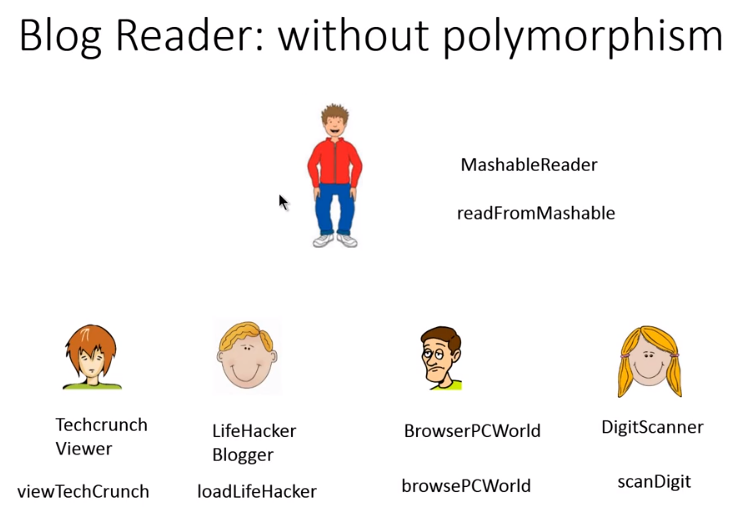 Blog Reader: without polymorphism
MashableReader
readFromMashable
Techcrunch
Viewer
viewTechCrunch
LifeHacker
Blogger
loadLifeHacker
BrowserPCWorld
browsePCWorld
DigitScanner
scanDigit